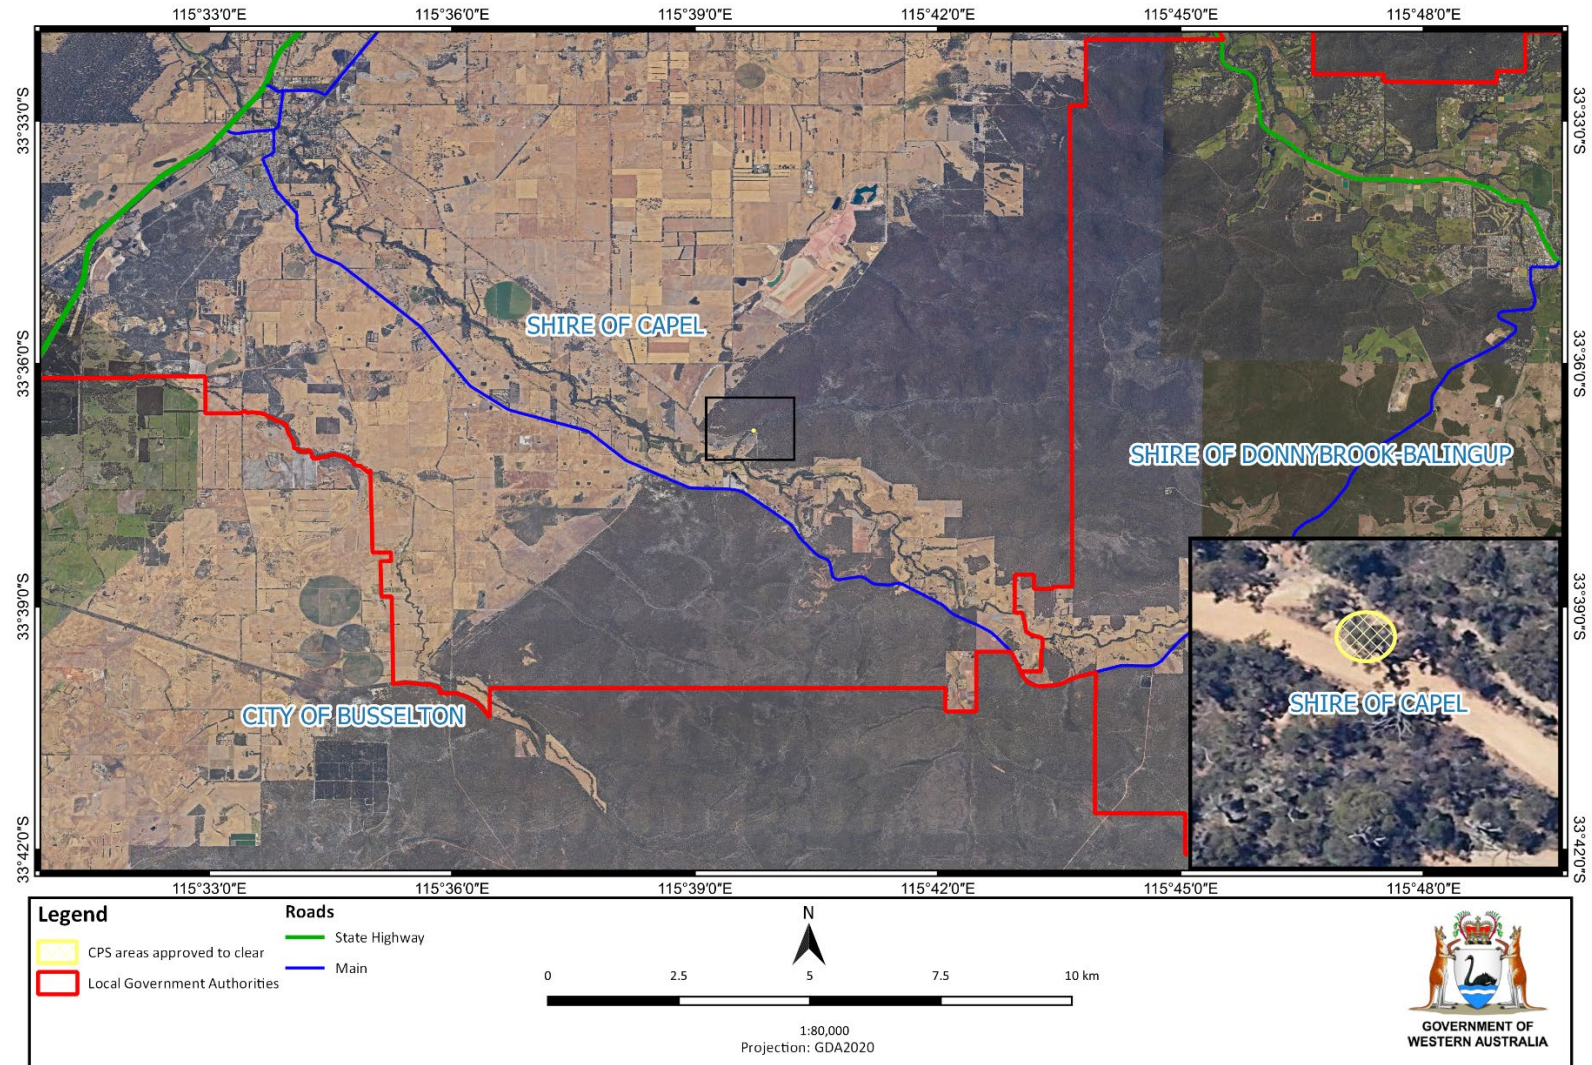 115°33'0"E 115°36'0"E 115°39'0"E 115°42'0"E 115°45'0"E 115°48'0"E
33°33'0"S
33°33'0"S
SHIRE OF CAPEL
33°36'0"S
33°36'0"S
SHIRE OF DONNYBROOK-BALINGUP
33°39'0"S
33°39'0"S
SHIRE OF CAPEL
CITY OF BUSSELTON
33°42'0"S
33°42'0"S
115°33'0"E 115°36'0"E 115°39'0"E 115°42'0"E 115°45'0"E 115°48'0"E
Legend
CPS areas approved to clear
Local Government Authorities
Roads
State Highway
Main
N
0 2.5 5 7.5 10 km
1:80,000
Projection: GDA2020
GOVERNMENT OF
WESTERN AUSTRALIA